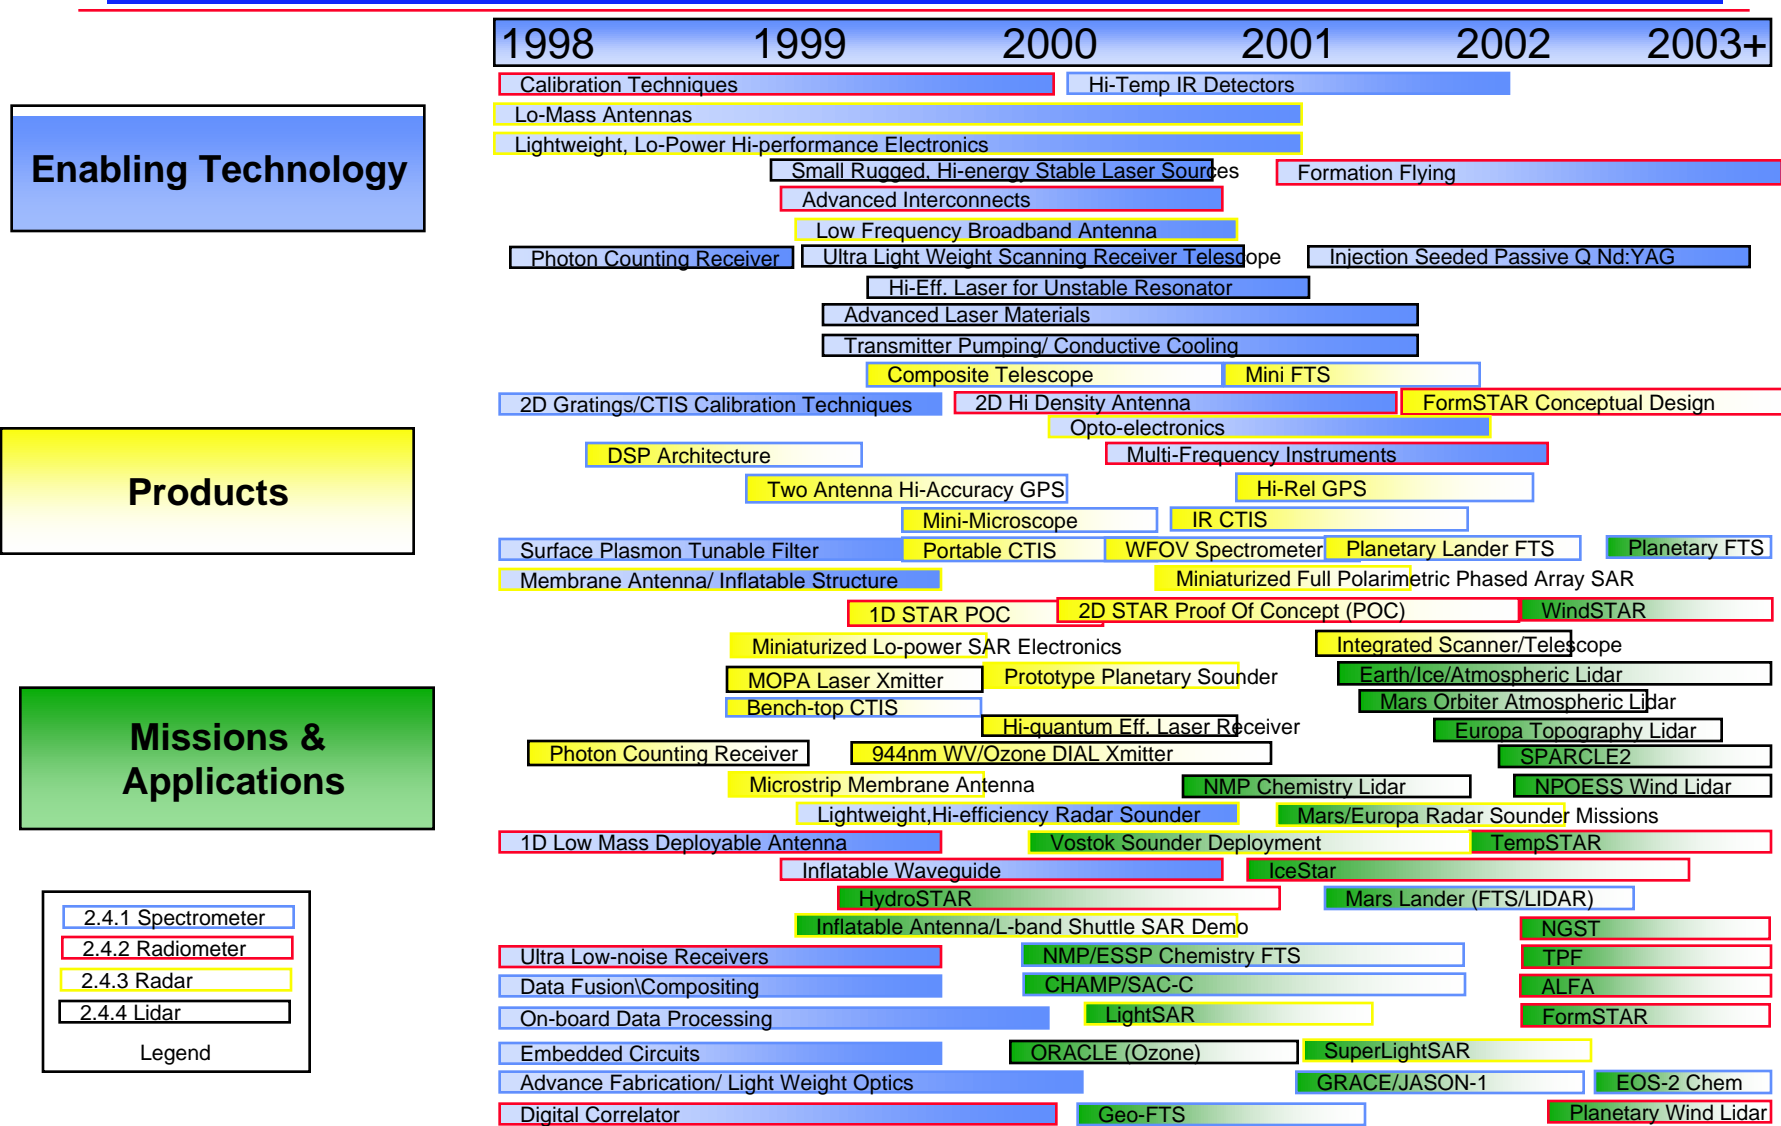 1998 1999 2000 2001 2002 2003+
Calibration Techniques Hi-Temp IR Detectors
Lo-Mass Antennas
Lightweight, Lo-Power Hi-performance Electronics
Enabling Technology
Small Rugged, Hi-energy Stable Laser Sources Formation Flying
Advanced Interconnects
Low Frequency Broadband Antenna
Photon Counting Receiver Ultra Light Weight Scanning Receiver Telescope Injection Seeded Passive Q Nd:YAG
Hi-Eff. Laser for Unstable Resonator
Advanced Laser Materials
Transmitter Pumping/ Conductive Cooling
Composite Telescope Mini FTS
2D Gratings/CTIS Calibration Techniques 2D Hi Density Antenna FormSTAR Conceptual Design
Opto-electronics
DSP Architecture Multi-Frequency Instruments
Products
Two Antenna Hi-Accuracy GPS Hi-Rel GPS
Mini-Microscope IR CTIS
Surface Plasmon Tunable Filter Portable CTIS WFOV Spectrometer Planetary Lander FTS Planetary FTS
Membrane Antenna/ Inflatable Structure Miniaturized Full Polarimetric Phased Array SAR
1D STAR POC 2D STAR Proof Of Concept (POC) WindSTAR
Miniaturized Lo-power SAR Electronics Integrated Scanner/Telescope
MOPA Laser Xmitter Prototype Planetary Sounder Earth/Ice/Atmospheric Lidar
Bench-top CTIS Mars Orbiter Atmospheric Lidar
Hi-quantum Eff. Laser Receiver Europa Topography Lidar
Missions &
Applications
Photon Counting Receiver 944nm WV/Ozone DIAL Xmitter SPARCLE2
Microstrip Membrane Antenna NMP Chemistry Lidar NPOESS Wind Lidar
Lightweight,Hi-efficiency Radar Sounder Mars/Europa Radar Sounder Missions
1D Low Mass Deployable Antenna Vostok Sounder Deployment TempSTAR
Inflatable Waveguide IceStar
HydroSTAR Mars Lander (FTS/LIDAR)
Inflatable Antenna/L-band Shuttle SAR Demo NGST
Ultra Low-noise Receivers NMP/ESSP Chemistry FTS TPF
Data Fusion\Compositing CHAMP/SAC-C ALFA
On-board Data Processing LightSAR FormSTAR
Embedded Circuits ORACLE (Ozone) SuperLightSAR
Advance Fabrication/ Light Weight Optics GRACE/JASON-1 EOS-2 Chem
Digital Correlator Geo-FTS Planetary Wind Lidar
2.4.1 Spectrometer
2.4.2 Radiometer
2.4.3 Radar
2.4.4 Lidar
Legend